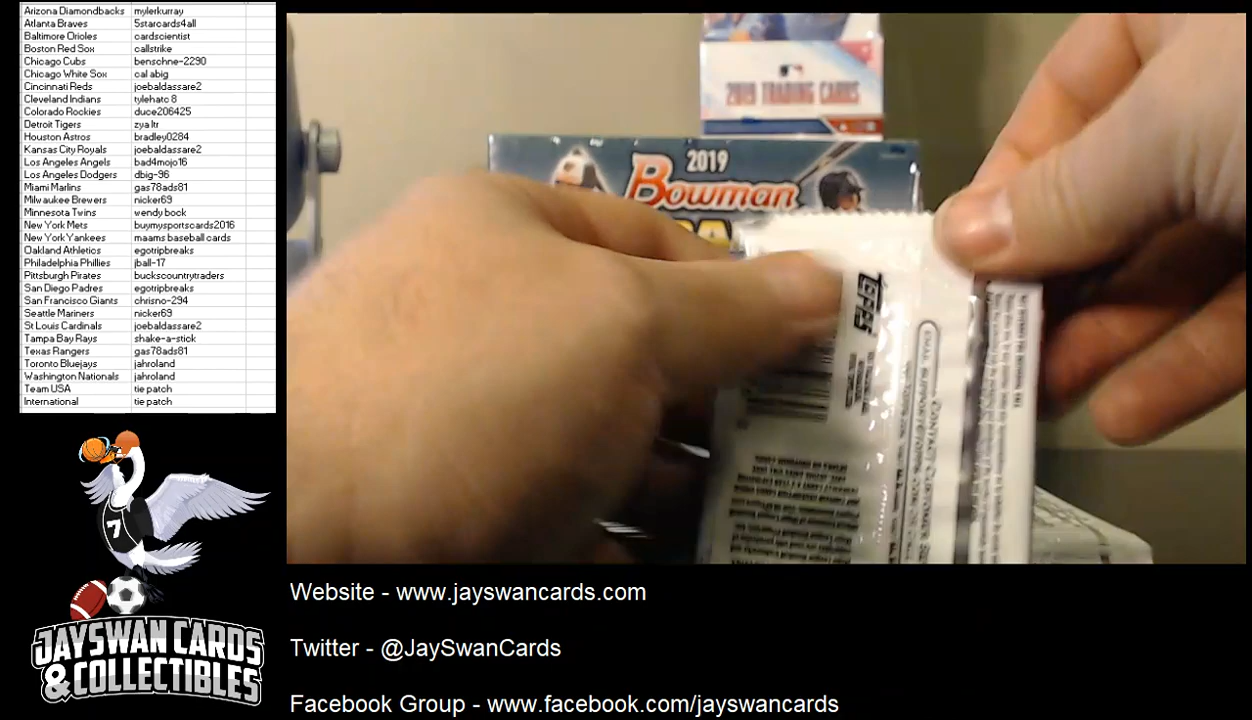 Arizona Diamondbacks mylerkurray
Atlanta Braves 5starcards4all
Baltimore Orioles cardscientist
Boston Red Sox callstrike
Chicago Cubs benschne-2290
Chicago White Sox cal abig
Cincinnati Reds joebaldassare2
Cleveland Indians tylehatc 8
Colorado Rockies duce206425
Detroit Tigers zya ltr
Houston Astros bradley0284
Kansas City Royals joebaldassare2
Los Angeles Angels bad4mojo16
Los Angeles Dodgers dbig-96
Miami Marlins gas78ads81
Milwaukee Brewers nicker69
Minnesota Twins wendy bock
New York Mets buymysportscards2016
New York Yankees maams baseball cards
Oakland Athletics egotripbreaks
Philadelphia Phillies jball-17
Pittsburgh Pirates buckscountrytraders
San Diego Padres egotripbreaks
San Francisco Giants chrisno-294
Seattle Mariners nicker69
St Louis Cardinals joebaldassare2
Tampa Bay Rays shake-a-stick
Texas Rangers gas78ads81
Toronto Bluejays jahroland
Washington Nationals jahroland
Team USA tie patch
International tie patch
2019 TRADING CARDS
2019
Bowman
TOPPS
7
JAYSWAN CARDS
& COLLECTIBLES
Website - www.jayswancards.com
Twitter - @JaySwanCards
Facebook Group - www.facebook.com/jayswancards